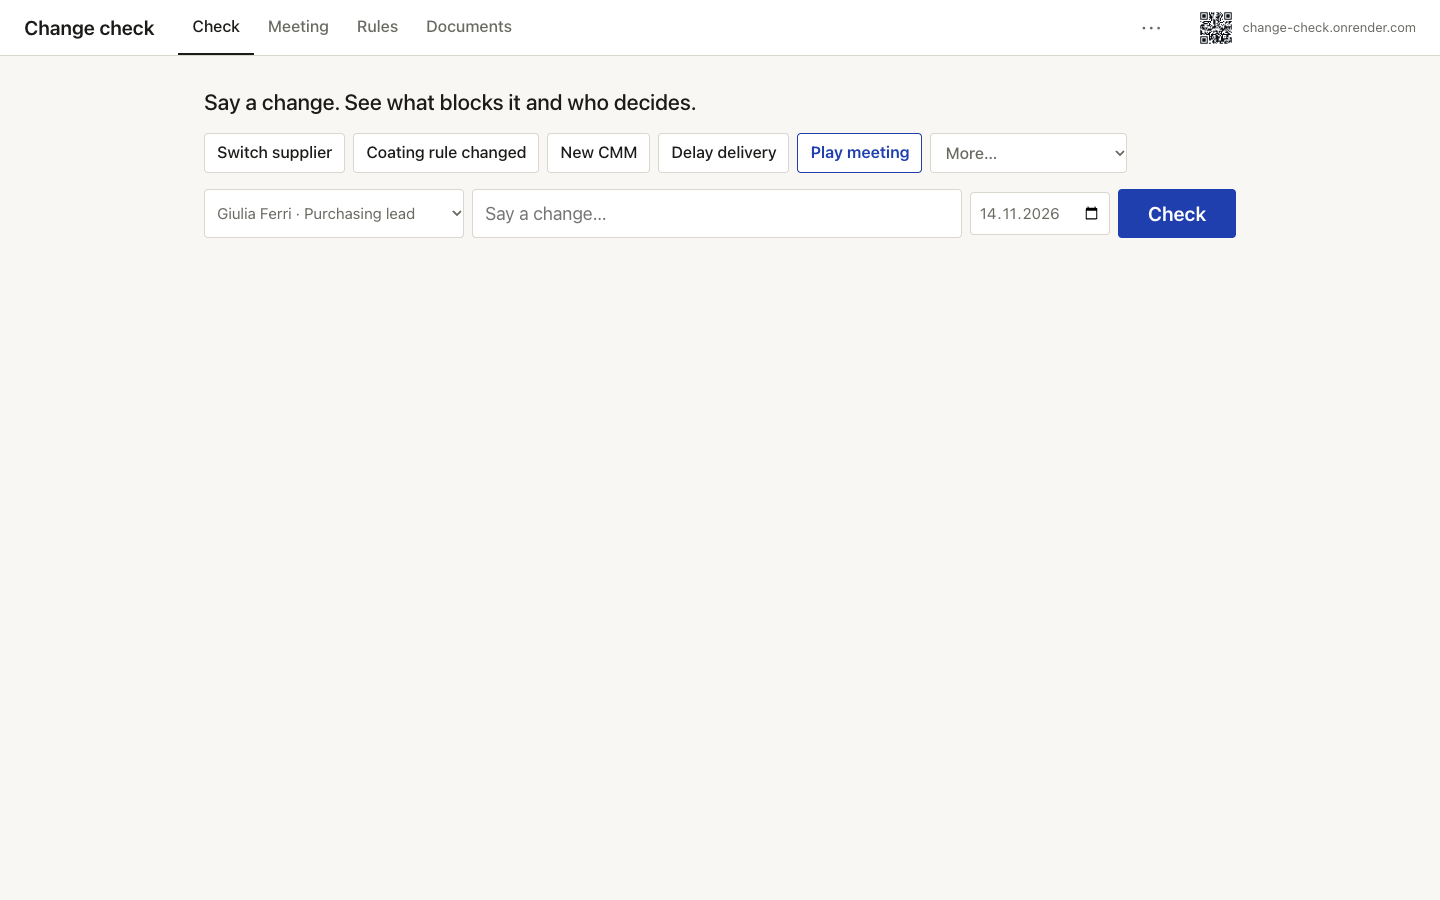 Change check Check Meeting Rules Documents ··· change-check.onrender.com
Say a change. See what blocks it and who decides.
Switch supplier Coating rule changed New CMM Delay delivery Play meeting More...
Giulia Ferri · Purchasing lead Say a change... 14.11.2026 Check